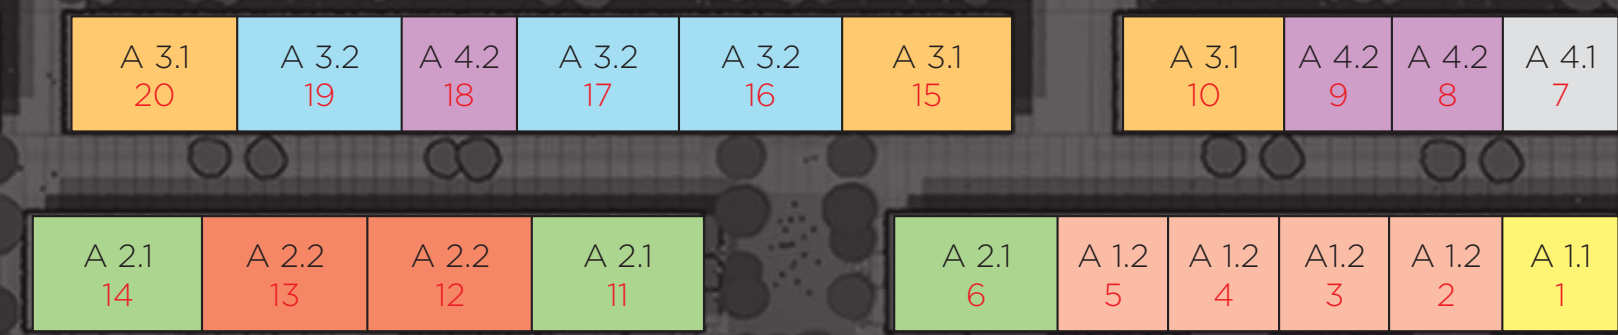 A 3.1 A 3.2 A 4.2 A 3.2 A 3.2 A 3.1 A 3.1 A 4.2 A 4.2 A 4.1
20 19 18 17 16 15 10 9 8 7
A 2.1 A 2.2 A 2.2 A 2.1 A 2.1 A 1.2 A 1.2 A1.2 A 1.2 A 1.1
14 13 12 11 6 5 4 3 2 1